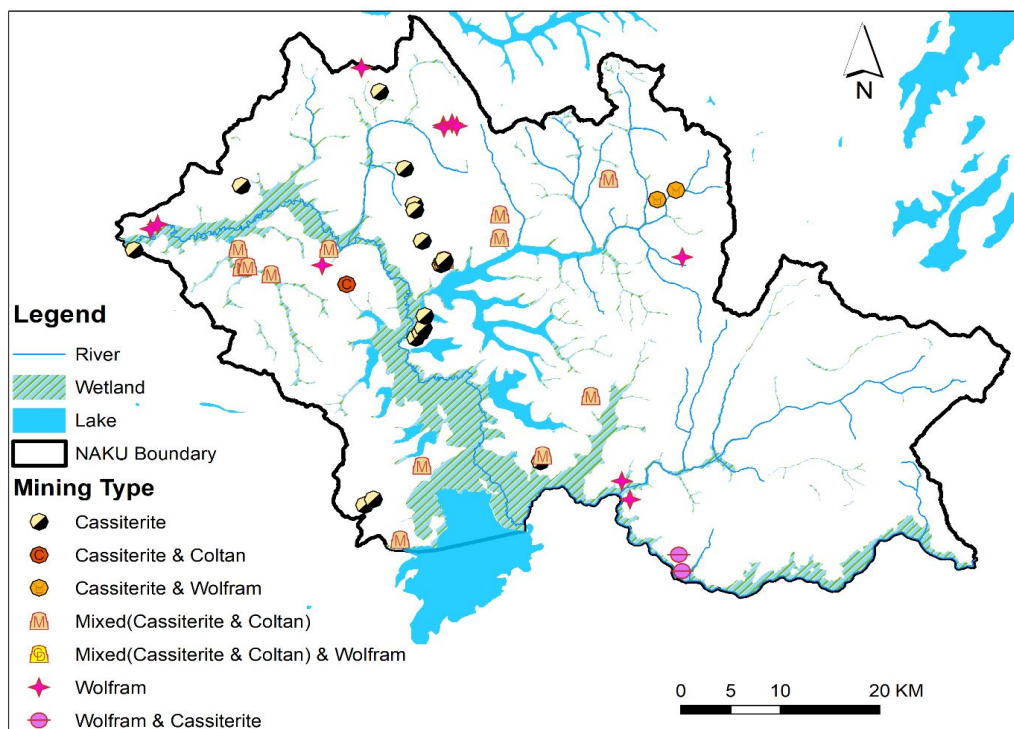 N
Legend
River
Wetland
Lake
NAKU Boundary
Mining Type
Cassiterite
C Cassiterite & Coltan
Cassiterite & Wolfram
M Mixed(Cassiterite & Coltan)
Mixed(Cassiterite & Coltan) & Wolfram
Wolfram
Wolfram & Cassiterite
0 5 10 20 KM
M
M
M
M
M
M
M
C
M
M
M
M